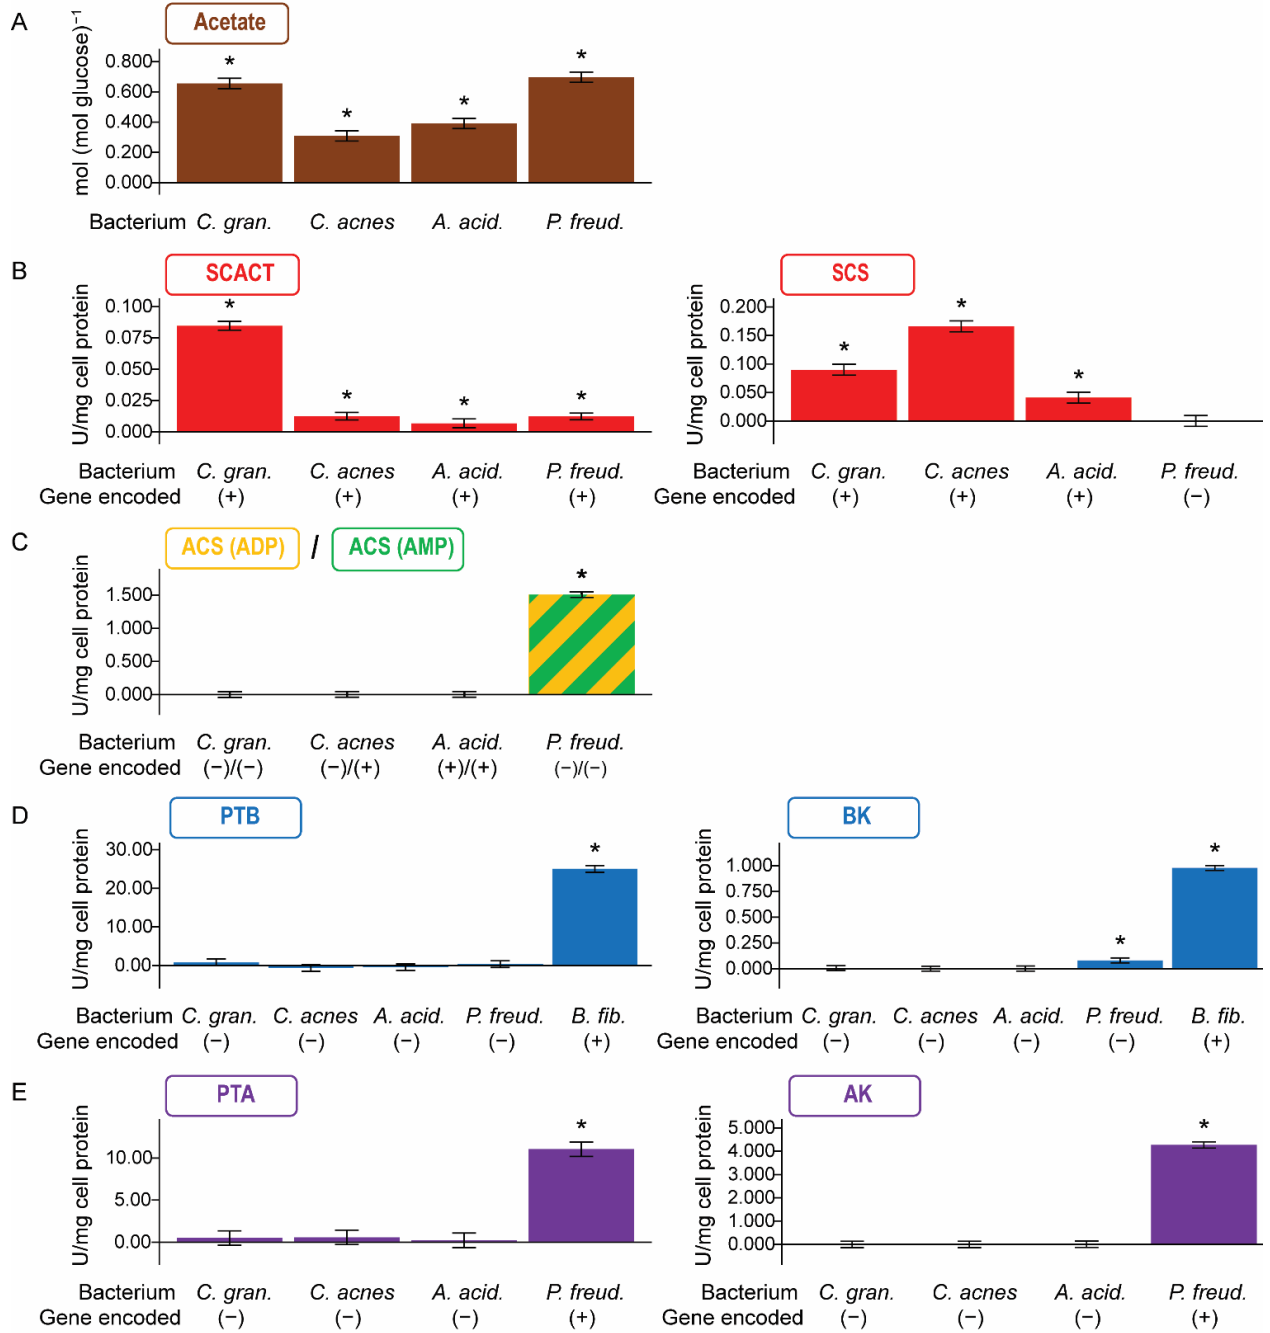 A
Acetate
mol (mol glucose)⁻¹
0.800
0.600
0.400
0.200
0.000
* * * *
Bacterium C. gran. C. acnes A. acid. P. freud.
B
SCACT
U/mg cell protein
0.100
0.075
0.050
0.025
0.000
* * * *
Bacterium C. gran. C. acnes A. acid. P. freud.
Gene encoded (+) (+) (+) (+)
SCS
U/mg cell protein
0.200
0.150
0.100
0.050
0.000
* * *
Bacterium C. gran. C. acnes A. acid. P. freud.
Gene encoded (+) (+) (+) (−)
C
ACS (ADP) / ACS (AMP)
U/mg cell protein
1.500
1.000
0.500
0.000
*
Bacterium C. gran. C. acnes A. acid. P. freud.
Gene encoded (−)/(−) (−)/(+) (+)/(+) (−)/(−)
D
PTB
U/mg cell protein
30.00
20.00
10.00
0.00
*
Bacterium C. gran. C. acnes A. acid. P. freud. B. fib.
Gene encoded (−) (−) (−) (−) (+)
BK
U/mg cell protein
1.000
0.750
0.500
0.250
0.000
* *
Bacterium C. gran. C. acnes A. acid. P. freud. B. fib.
Gene encoded (−) (−) (−) (−) (+)
E
PTA
U/mg cell protein
10.00
5.00
0.00
*
Bacterium C. gran. C. acnes A. acid. P. freud.
Gene encoded (−) (−) (−) (+)
AK
U/mg cell protein
5.000
4.000
3.000
2.000
1.000
0.000
*
Bacterium C. gran. C. acnes A. acid. P. freud.
Gene encoded (−) (−) (−) (+)